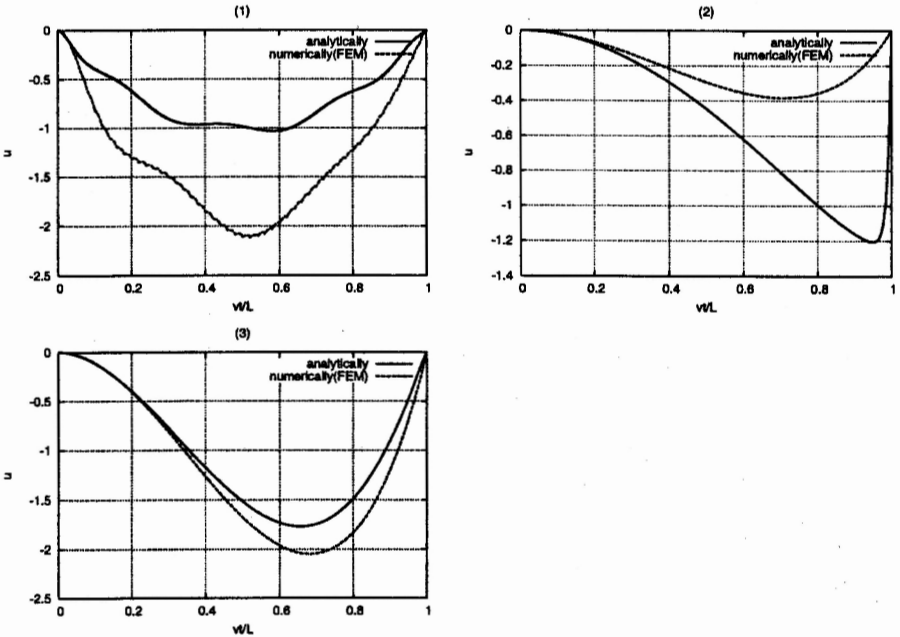 (1)
0
-0.5
-1
-1.5
-2
-2.5
u
analytically
numerically(FEM)
0 0.2 0.4 0.6 0.8 1
vt/L
(2)
0
-0.2
-0.4
-0.6
-0.8
-1
-1.2
-1.4
u
analytically
numerically(FEM)
0 0.2 0.4 0.6 0.8 1
vt/L
(3)
0
-0.5
-1
-1.5
-2
-2.5
u
analytically
numerically(FEM)
0 0.2 0.4 0.6 0.8 1
vt/L